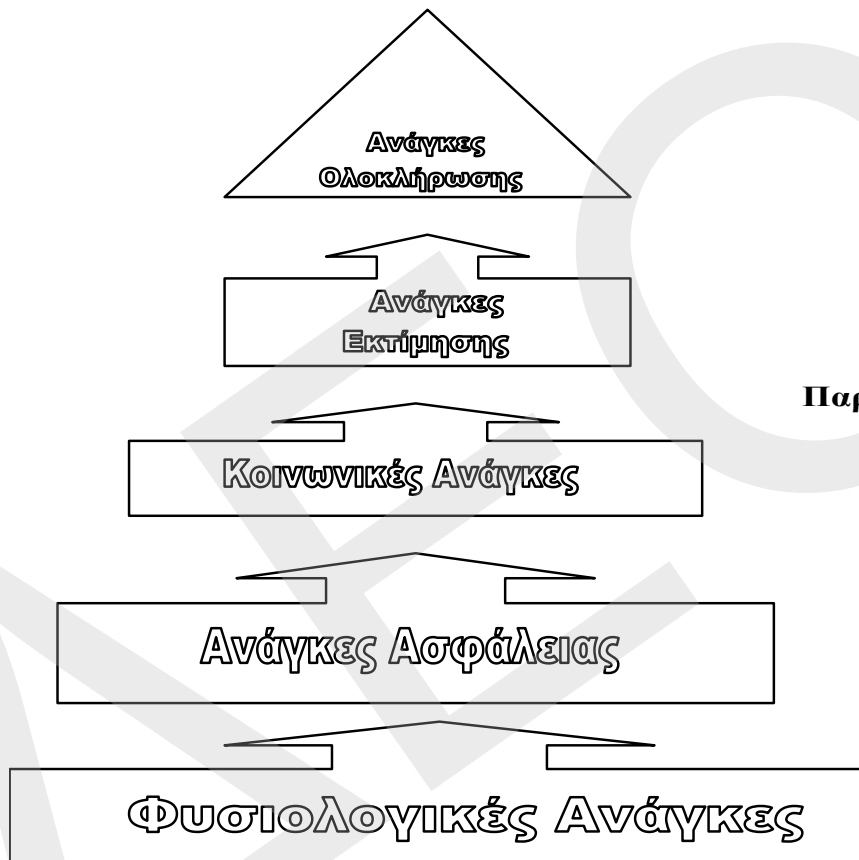 Ανάγκες
Ολοκλήρωσης
Ανάγκες
Εκτίμησης
Κοινωνικές Ανάγκες
Ανάγκες Ασφάλειας
Φυσιολογικές Ανάγκες